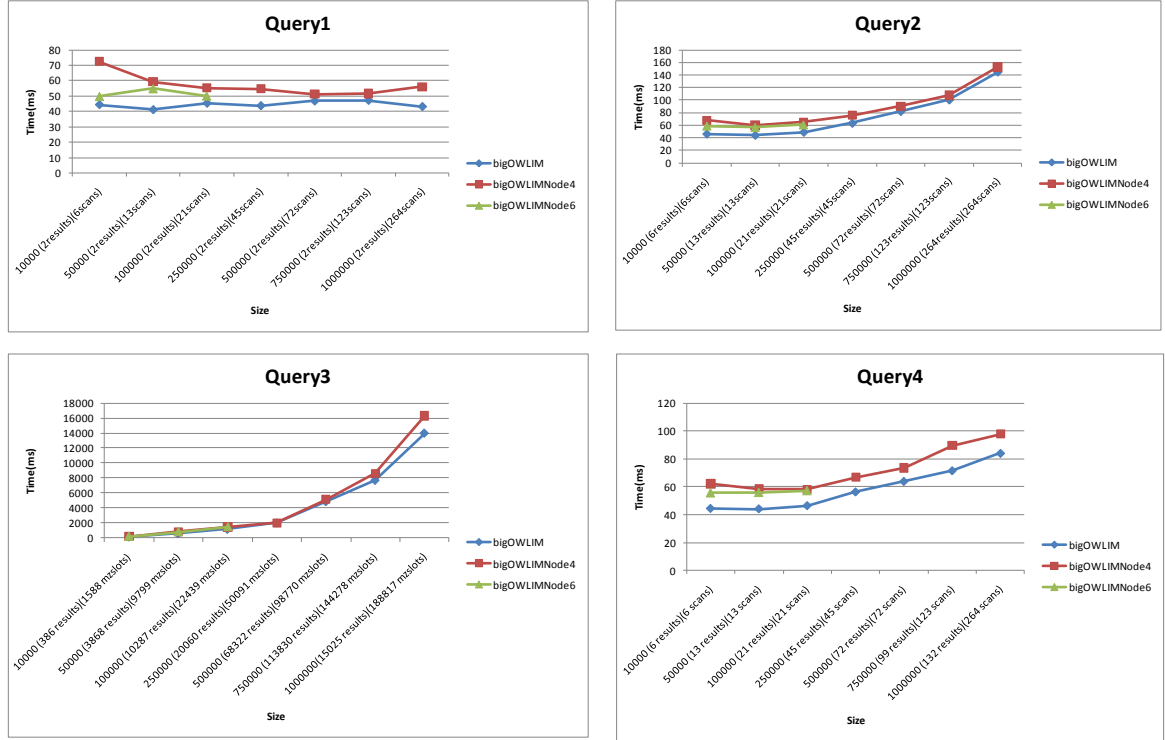 Query1
80
70
60
50
40
30
20
10
0
Time(ms)
10000 (2results)(6scans)
50000 (2results)(13scans)
100000 (2results)(21scans)
250000 (2results)(45scans)
500000 (2results)(72scans)
750000 (2results)(123scans)
1000000 (2results)(264scans)
Size
bigOWLIM
bigOWLIMNode4
bigOWLIMNode6
Query2
180
160
140
120
100
80
60
40
20
0
Time(ms)
10000 (6results)(6scans)
50000 (13results)(13scans)
100000 (21results)(21scans)
250000 (45results)(45scans)
500000 (72results)(72scans)
750000 (123results)(123scans)
1000000 (264results)(264scans)
Size
bigOWLIM
bigOWLIMNode4
bigOWLIMNode6
Query3
18000
16000
14000
12000
10000
8000
6000
4000
2000
0
Time(ms)
10000 (386 results)(1588 mzslots)
50000 (3868 results)(9799 mzslots)
100000 (10287 results)(22439 mzslots)
250000 (20060 results)(50091 mzslots)
500000 (68322 results)(98770 mzslots)
750000 (113830 results)(144278 mzslots)
1000000(15025 results)(188817 mzslots)
Size
bigOWLIM
bigOWLIMNode4
bigOWLIMNode6
Query4
120
100
80
60
40
20
0
Time(ms)
10000 (6 results)(6 scans)
50000 (13 results)(13 scans)
100000 (21 results)(21 scans)
250000 (45 results)(45 scans)
500000 (72 results)(72 scans)
750000 (99 results)(123 scans)
1000000 (132 results)(264 scans)
Size
bigOWLIM
bigOWLIMNode4
bigOWLIMNode6